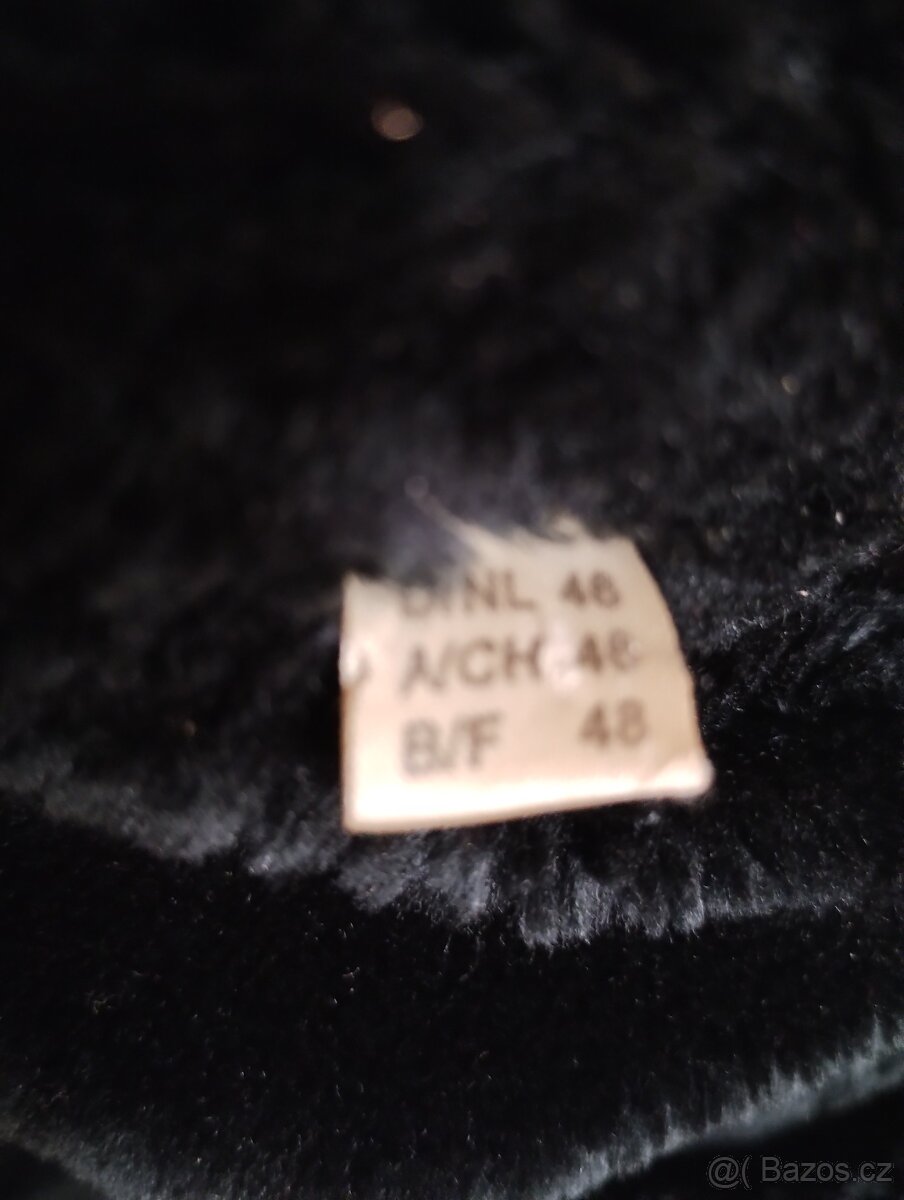 D/NL 48
A/CH 48
B/F 48
@( Bazos.cz